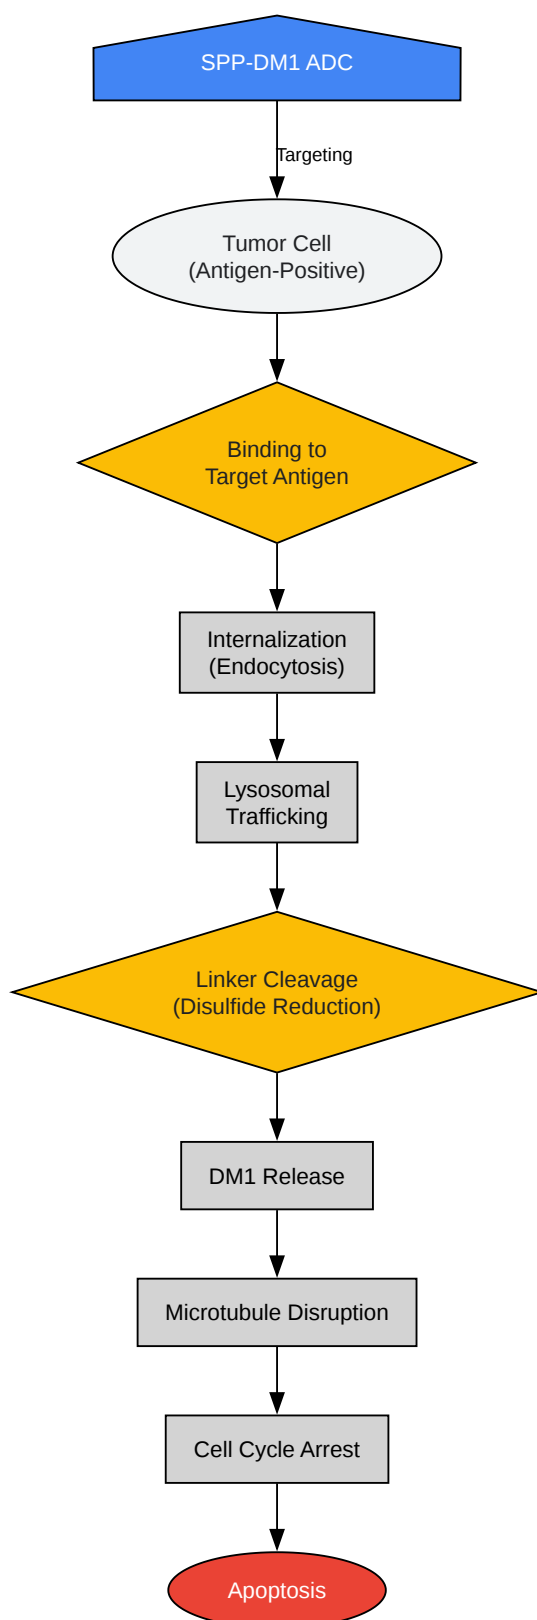 SPP-DM1 ADC
Targeting
Tumor Cell
(Antigen-Positive)
Binding to
Target Antigen
Internalization
(Endocytosis)
Lysosomal
Trafficking
Linker Cleavage
(Disulfide Reduction)
DM1 Release
Microtubule Disruption
Cell Cycle Arrest
Apoptosis